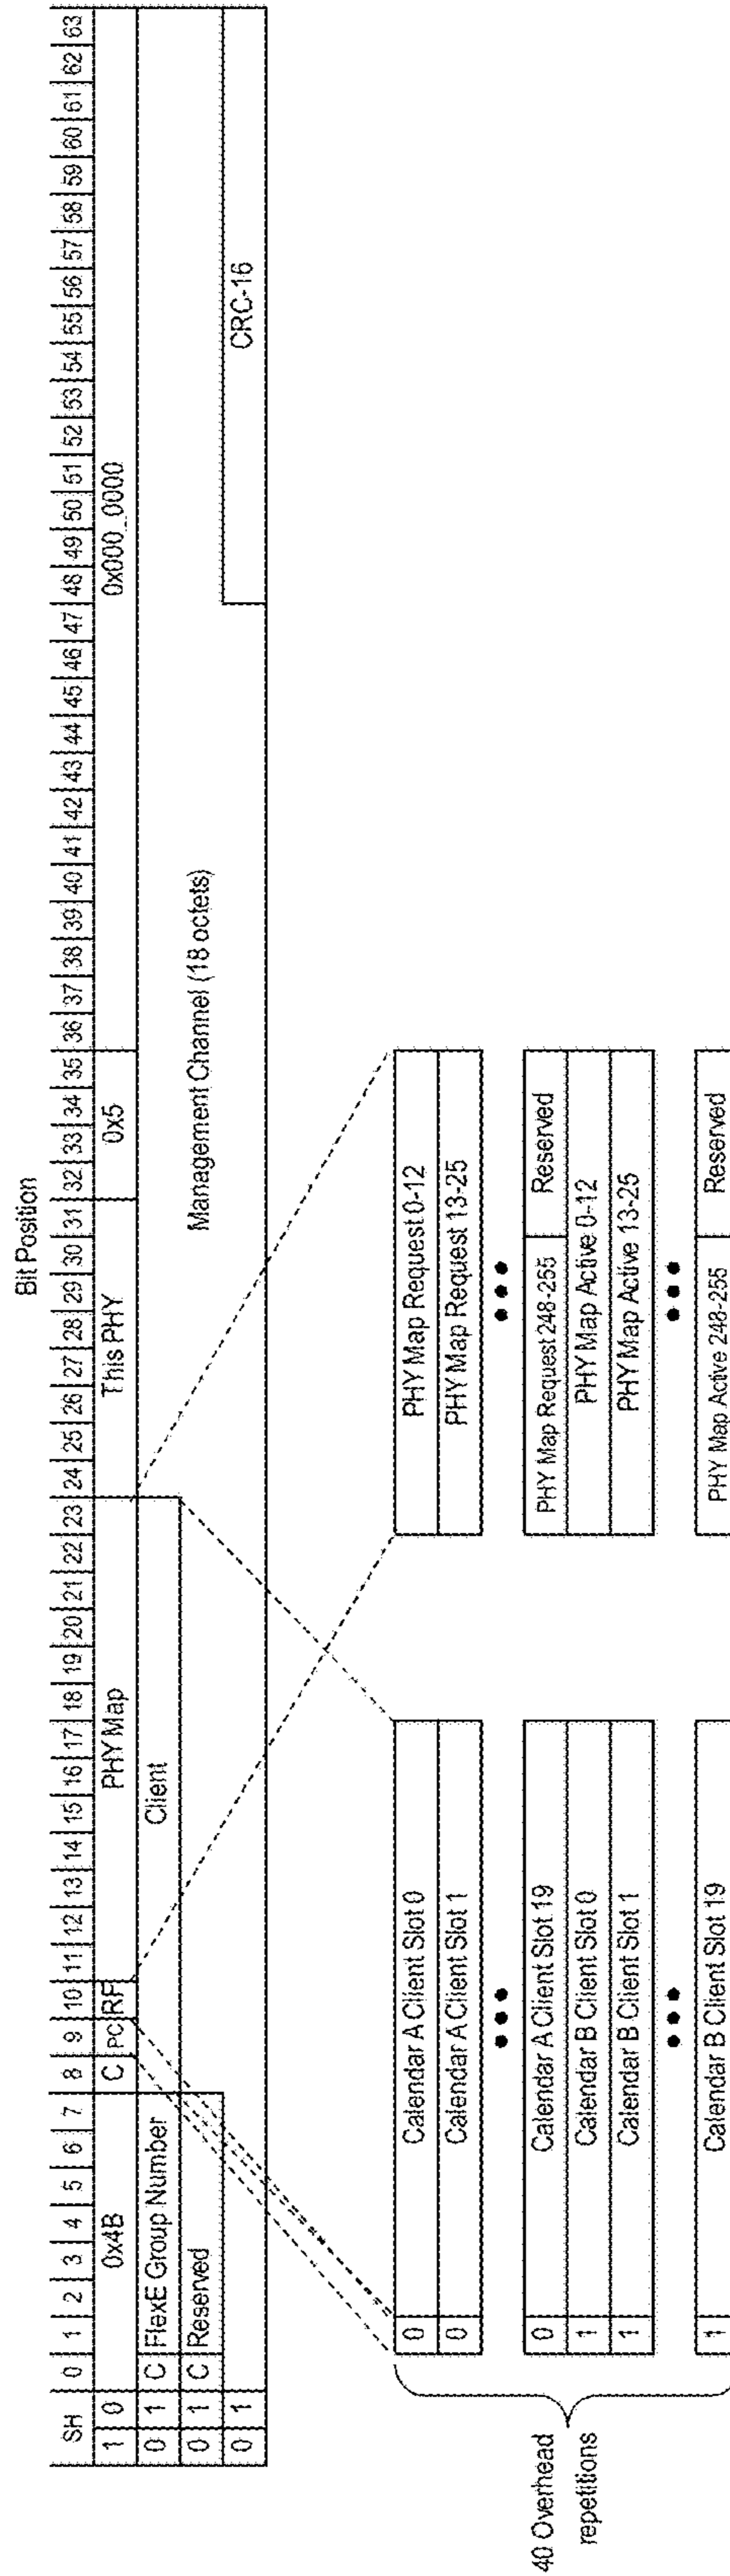 Bit Position
SH 0 1 2 3 4 5 6 7 8 9 10 11 12 13 14 15 16 17 18 19 20 21 22 23 24 25 26 27 28 29 30 31 32 33 34 35 36 37 38 39 40 41 42 43 44 45 46 47 48 49 50 51 52 53 54 55 56 57 58 59 60 61 62 63
1 0 0x4B C PC RF PHY Map This PHY 0x5 0x000_0000
0 1 C FlexE Group Number Client
0 1 C Reserved Management Channel (18 octets)
0 1 CRC-16
40 Overhead
repetitions
0 Calendar A Client Slot 0
0 Calendar A Client Slot 1
0 Calendar A Client Slot 19
1 Calendar B Client Slot 0
1 Calendar B Client Slot 1
1 Calendar B Client Slot 19
PHY Map Request 0-12
PHY Map Request 13-25
PHY Map Request 248-255 Reserved
PHY Map Active 0-12
PHY Map Active 13-25
PHY Map Active 248-255 Reserved